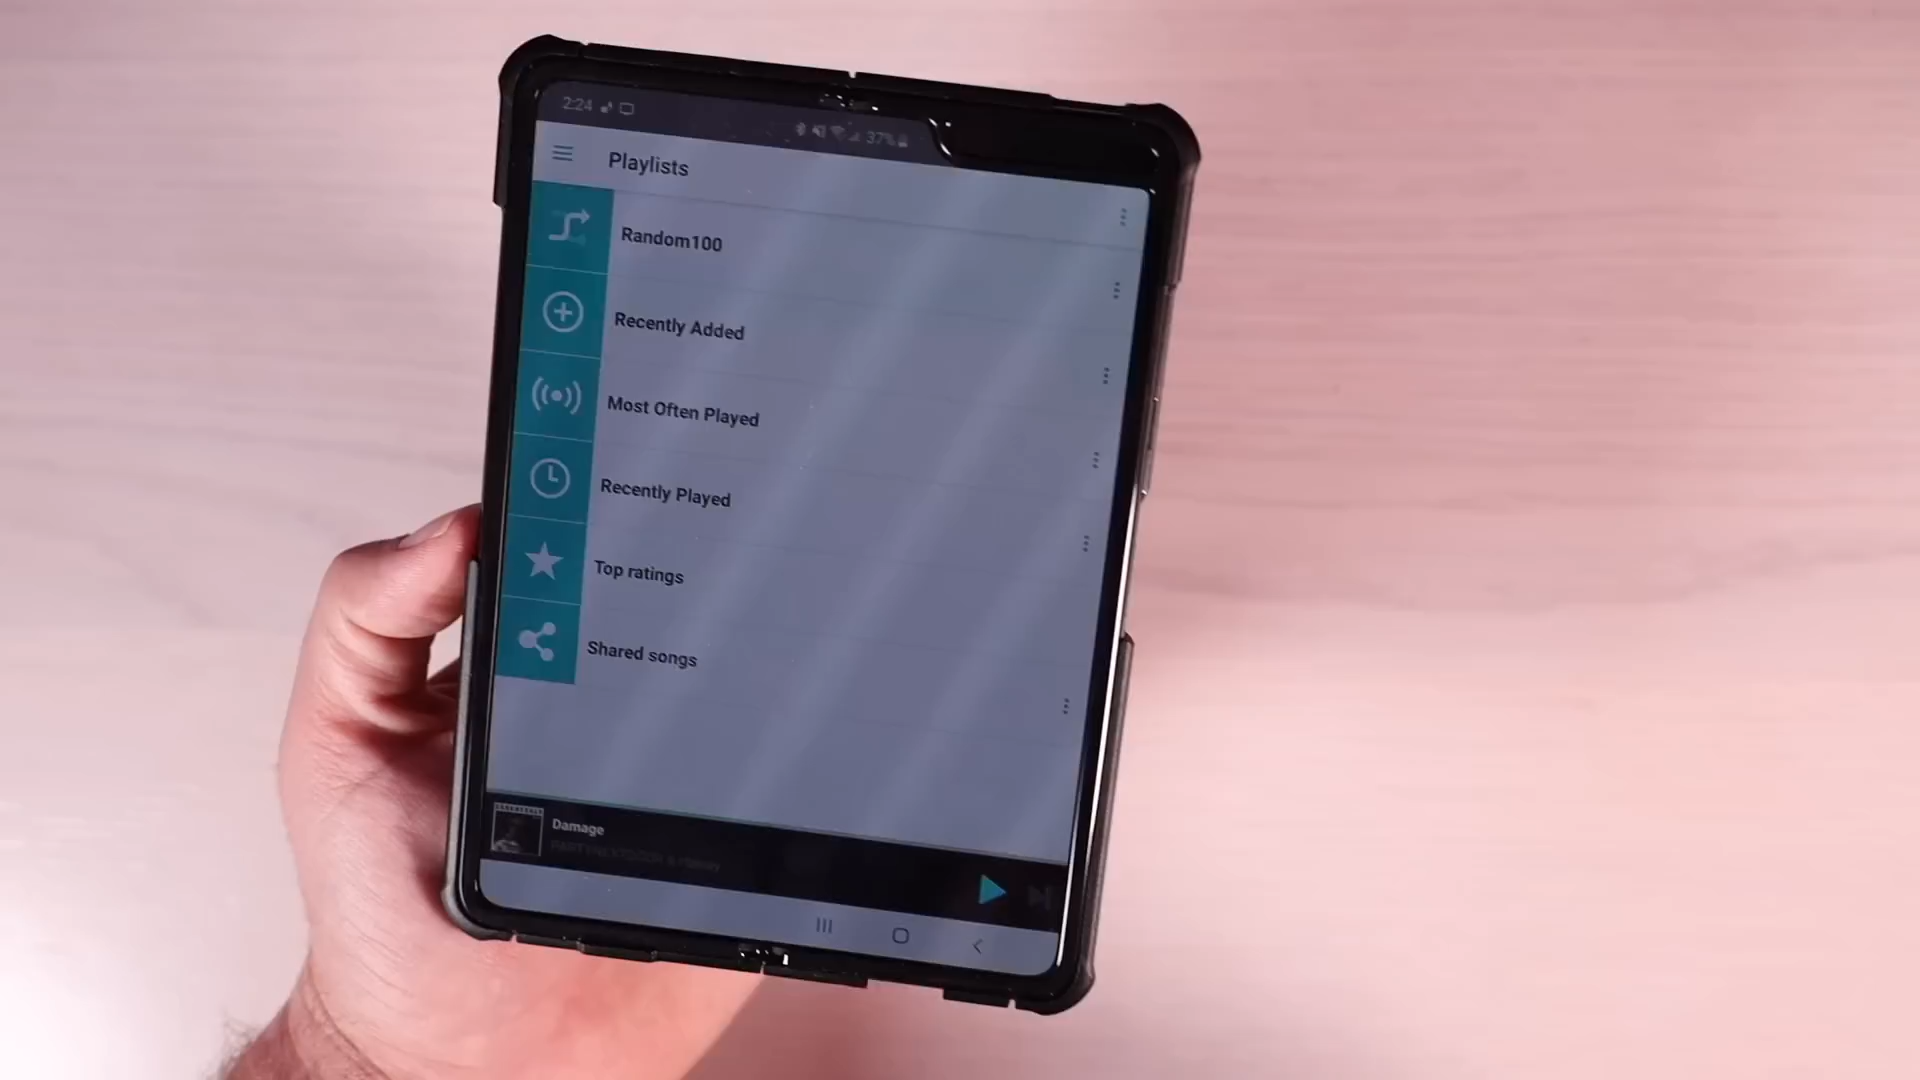 2:24
37%
Playlists
Random100
Recently Added
Most Often Played
Recently Played
Top ratings
Shared songs
Damage